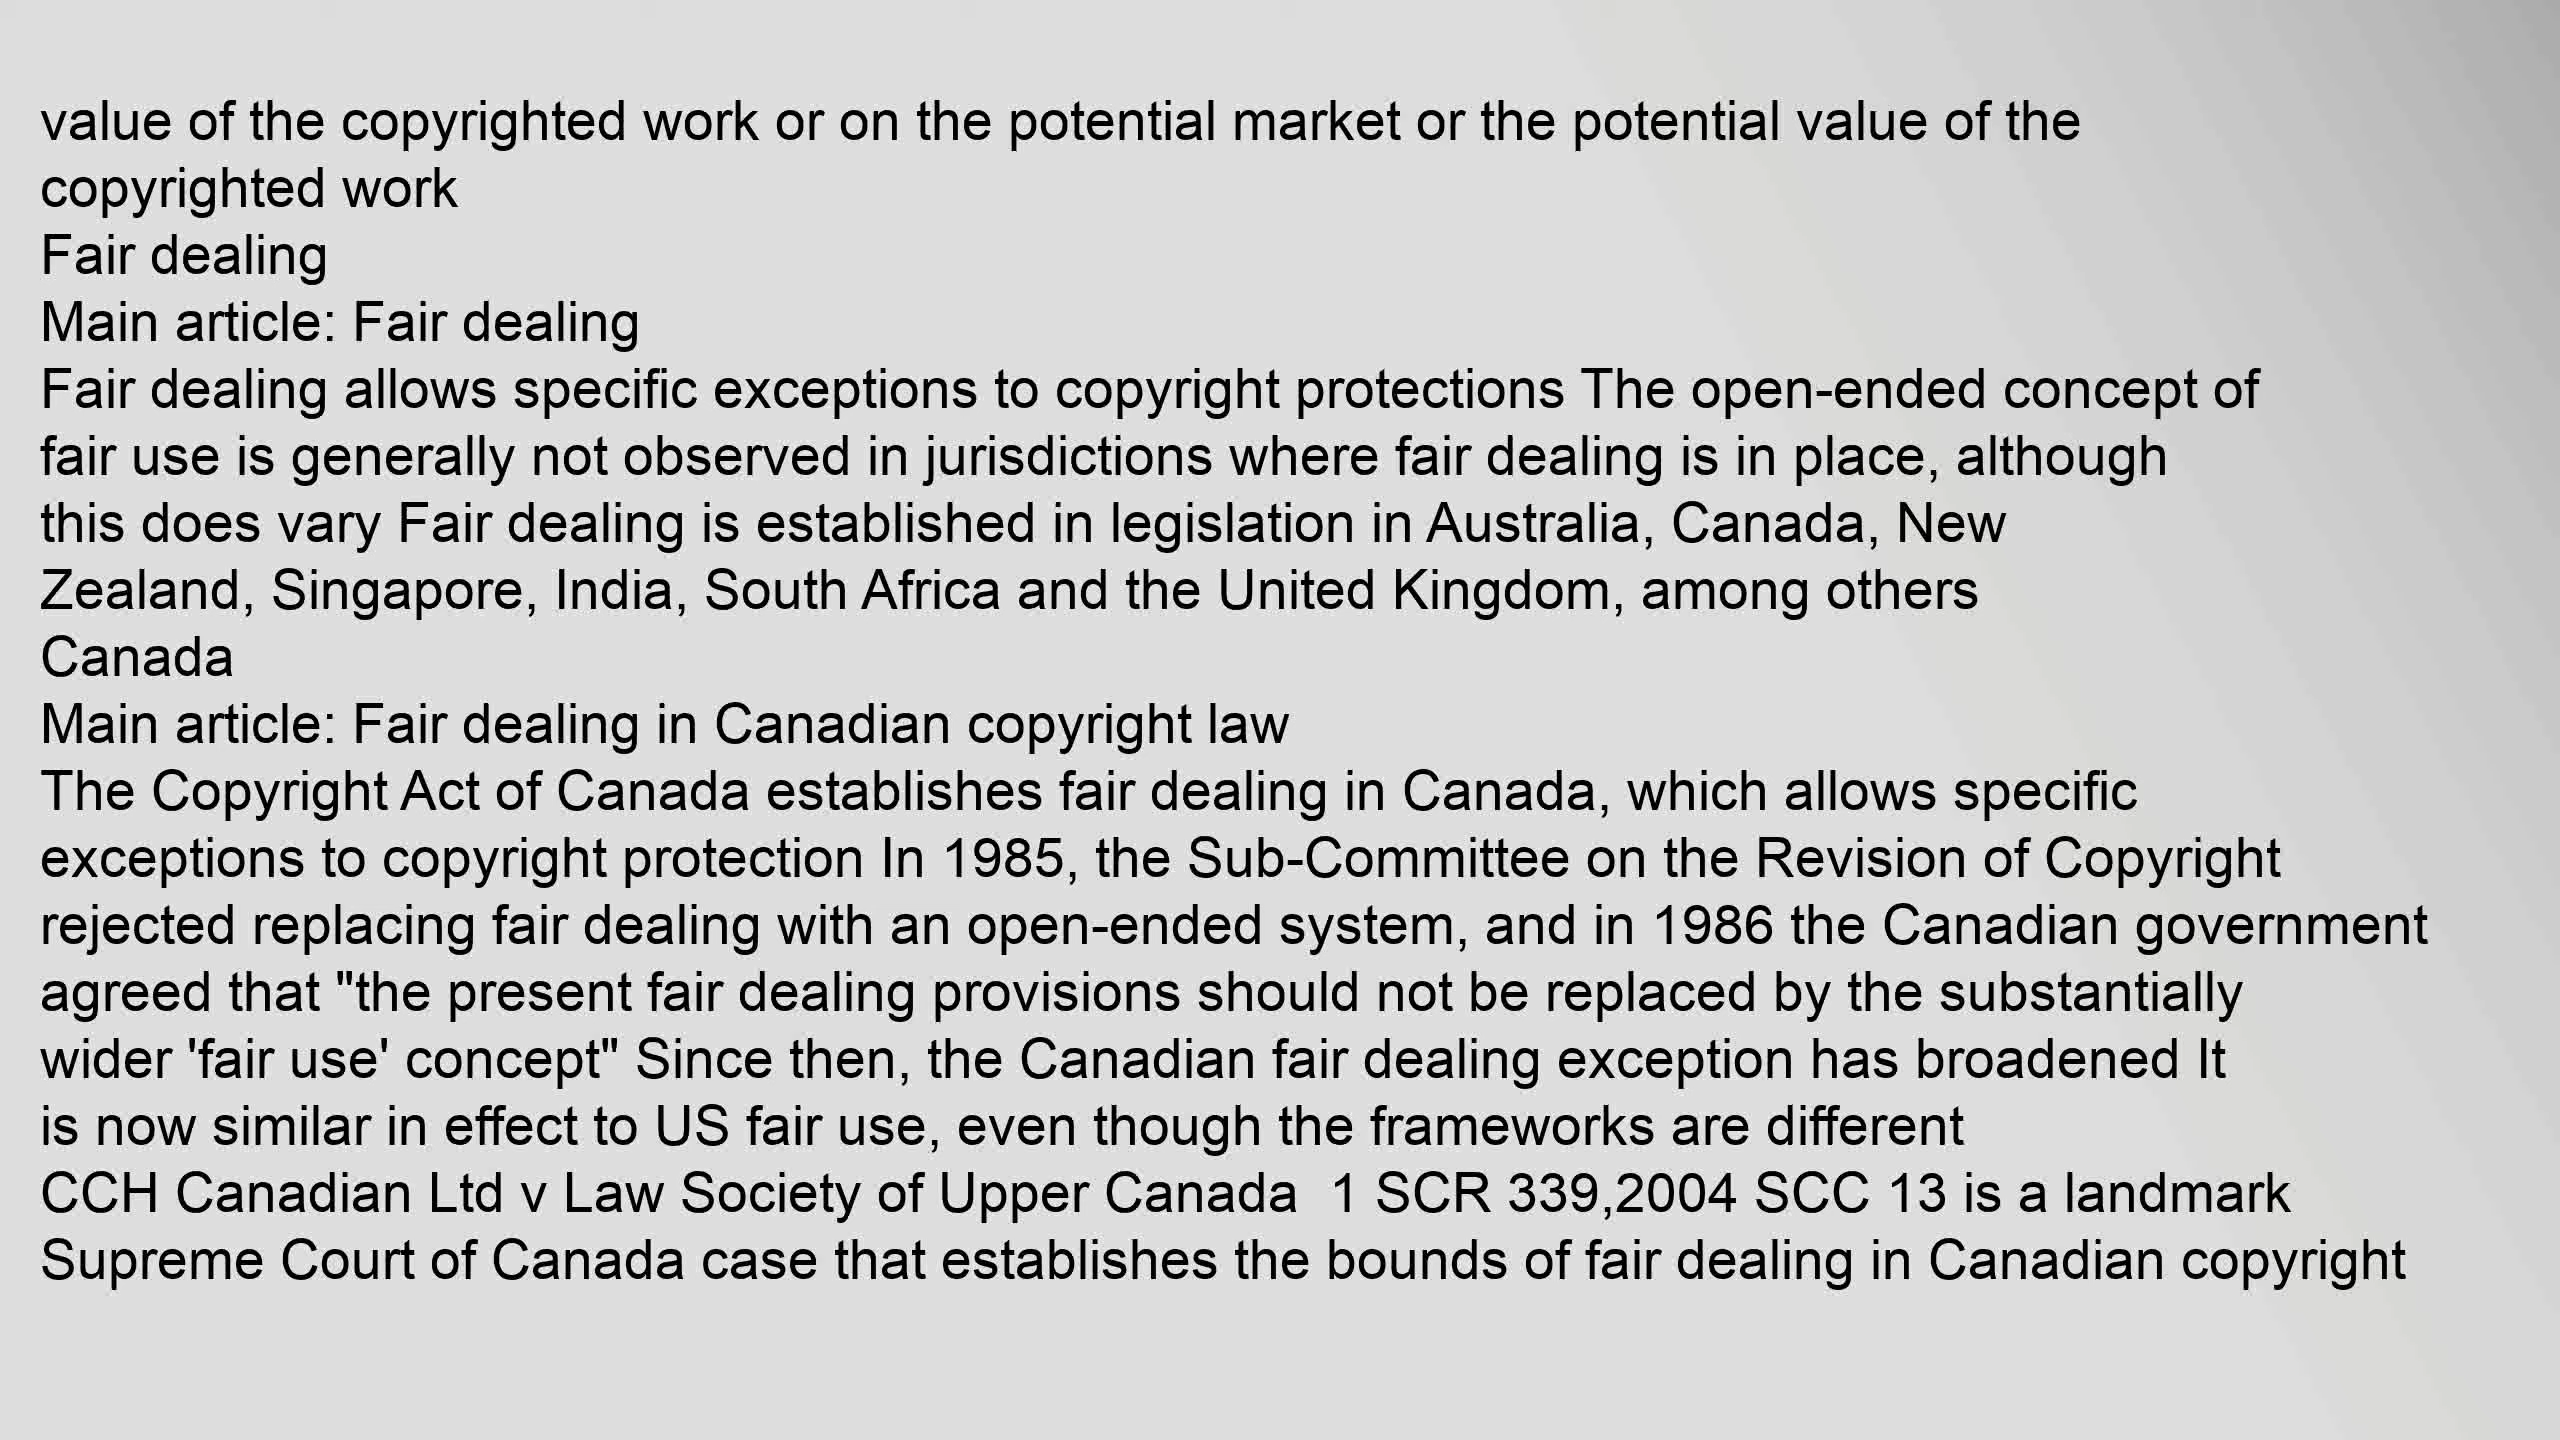 value of the copyrighted work or on the potential market or the potential value of the
copyrighted work
Fair dealing
Main article: Fair dealing
Fair dealing allows specific exceptions to copyright protections The open-ended concept of
fair use is generally not observed in jurisdictions where fair dealing is in place, although
this does vary Fair dealing is established in legislation in Australia, Canada, New
Zealand, Singapore, India, South Africa and the United Kingdom, among others
Canada
Main article: Fair dealing in Canadian copyright law
The Copyright Act of Canada establishes fair dealing in Canada, which allows specific
exceptions to copyright protection In 1985, the Sub-Committee on the Revision of Copyright
rejected replacing fair dealing with an open-ended system, and in 1986 the Canadian government
agreed that "the present fair dealing provisions should not be replaced by the substantially
wider 'fair use' concept" Since then, the Canadian fair dealing exception has broadened It
is now similar in effect to US fair use, even though the frameworks are different
CCH Canadian Ltd v Law Society of Upper Canada  1 SCR 339,2004 SCC 13 is a landmark
Supreme Court of Canada case that establishes the bounds of fair dealing in Canadian copyright